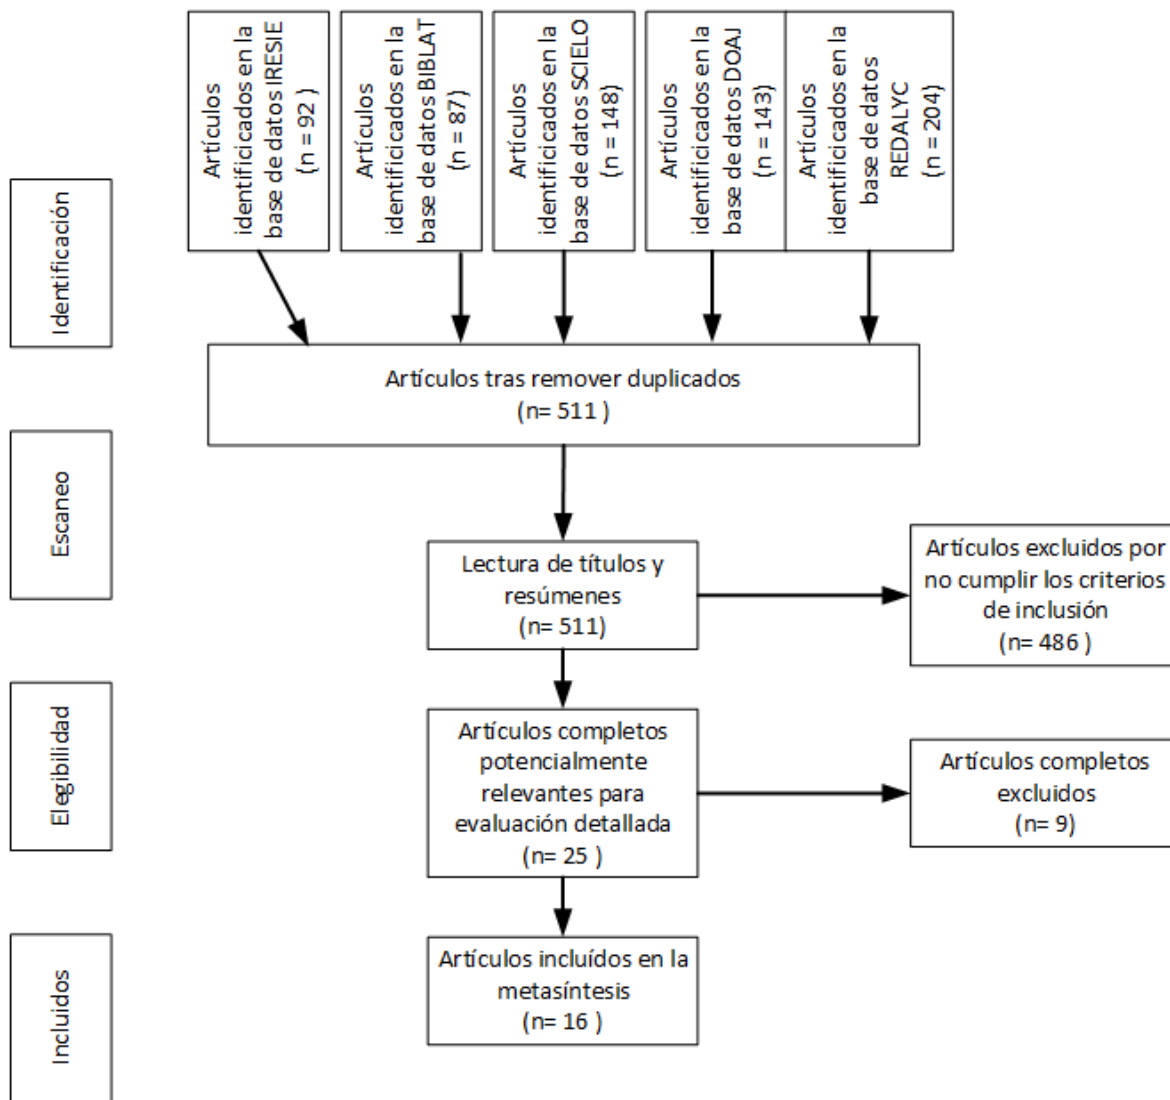 Artículos
identificicados en la
base de datos IRESIE
(n = 92)
Artículos
identificicados en la
base de datos BIBLAT
(n = 87)
Artículos
identificicados en la
base de datos SCIELO
(n = 148)
Artículos
identificicados en la
base de datos DOAJ
(n = 143)
Artículos
identificicados en la
base de datos
REDALYC
(n = 204)
Identificación
Artículos tras remover duplicados
(n= 511 )
Escaneo
Lectura de títulos y
resúmenes
(n= 511)
Artículos excluidos por
no cumplir los criterios
de inclusión
(n= 486 )
Elegibilidad
Artículos completos
potencialmente
relevantes para
evaluación detallada
(n= 25 )
Artículos completos
excluidos
(n= 9)
Incluidos
Artículos incluídos en la
metasíntesis
(n= 16 )